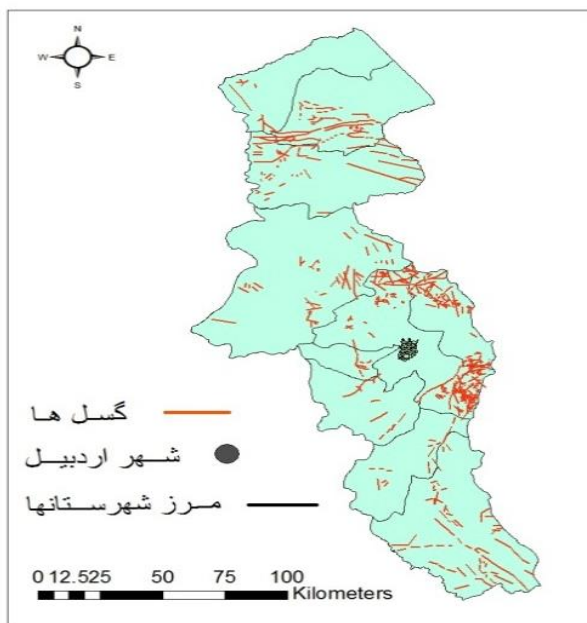 N
W E
S
گسل ها
شهر اردبیل
مرز شهرستانها
0 12.525 50 75 100
Kilometers